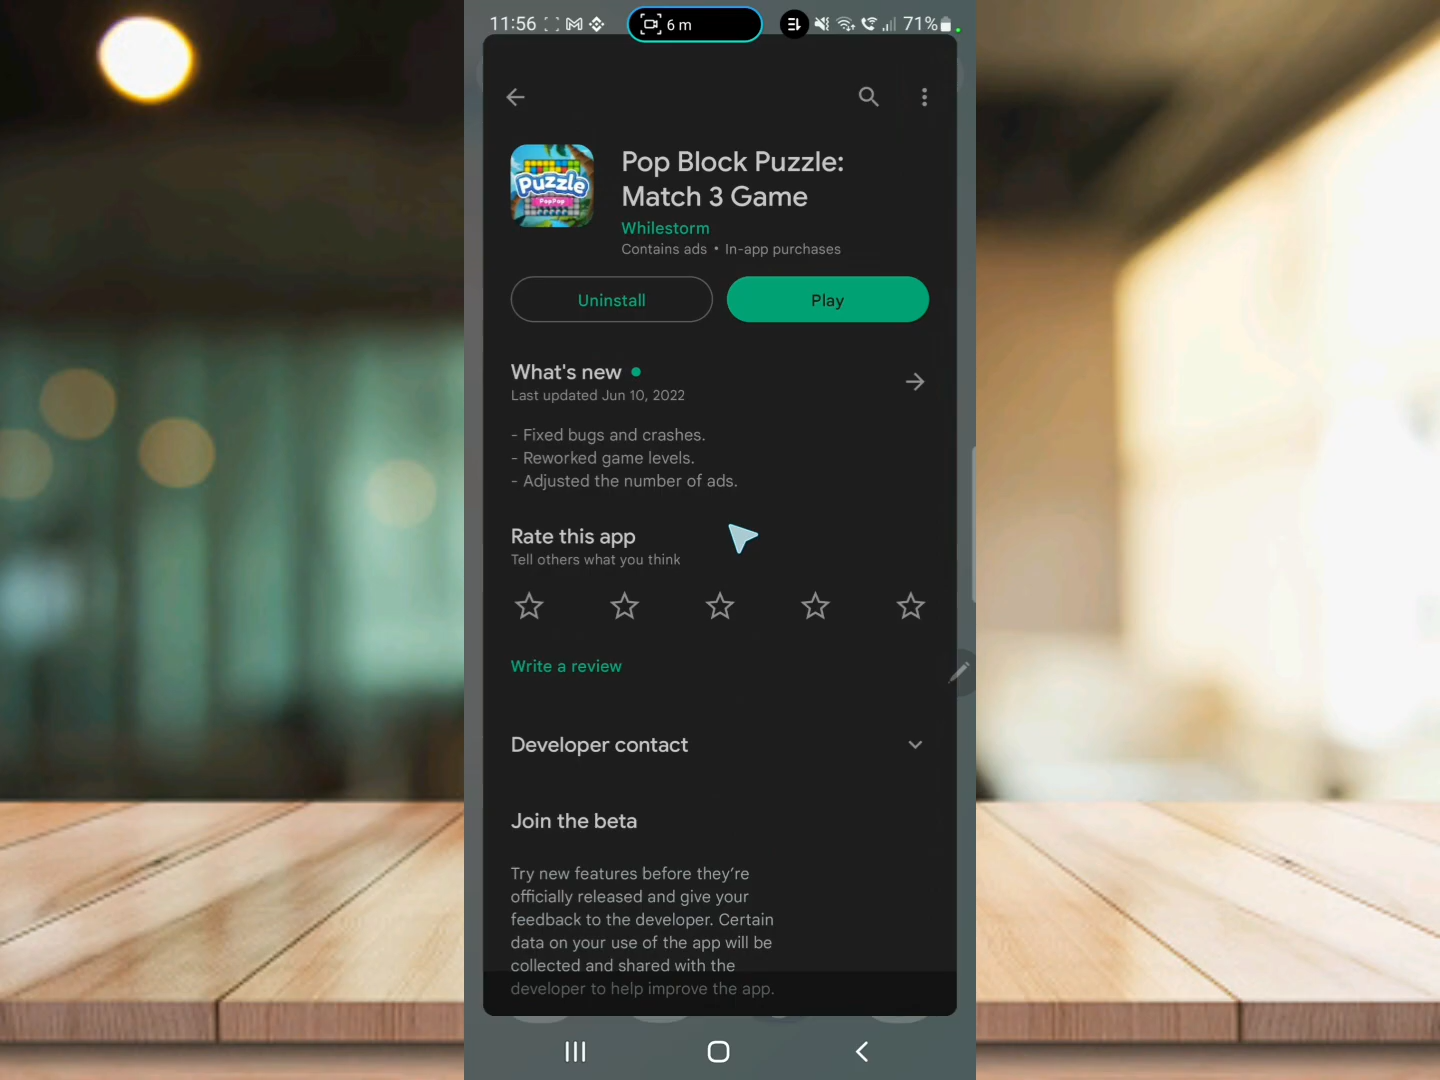 11:56
6 m
71%
Puzzle
PopPop
Pop Block Puzzle:
Match 3 Game
Whilestorm
Contains ads • In-app purchases
Uninstall
Play
What's new
Last updated Jun 10, 2022
- Fixed bugs and crashes.
- Reworked game levels.
- Adjusted the number of ads.
Rate this app
Tell others what you think
Write a review
Developer contact
Join the beta
Try new features before they’re
officially released and give your
feedback to the developer. Certain
data on your use of the app will be
collected and shared with the
developer to help improve the app.